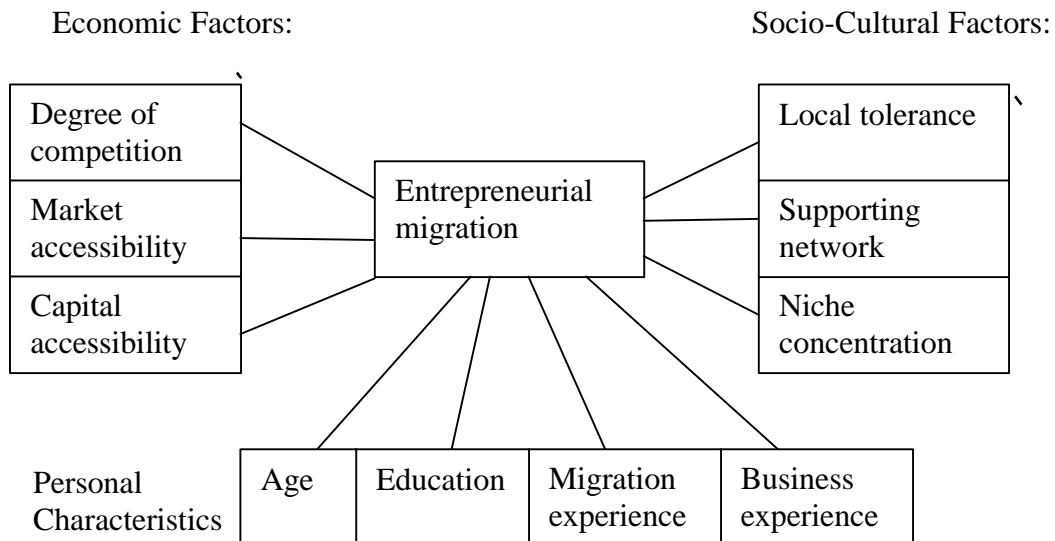 Economic Factors:
Socio-Cultural Factors:
Degree of
competition
Market
accessibility
Capital
accessibility
Entrepreneurial
migration
Local tolerance
Supporting
network
Niche
concentration
Personal
Characteristics
Age
Education
Migration
experience
Business
experience